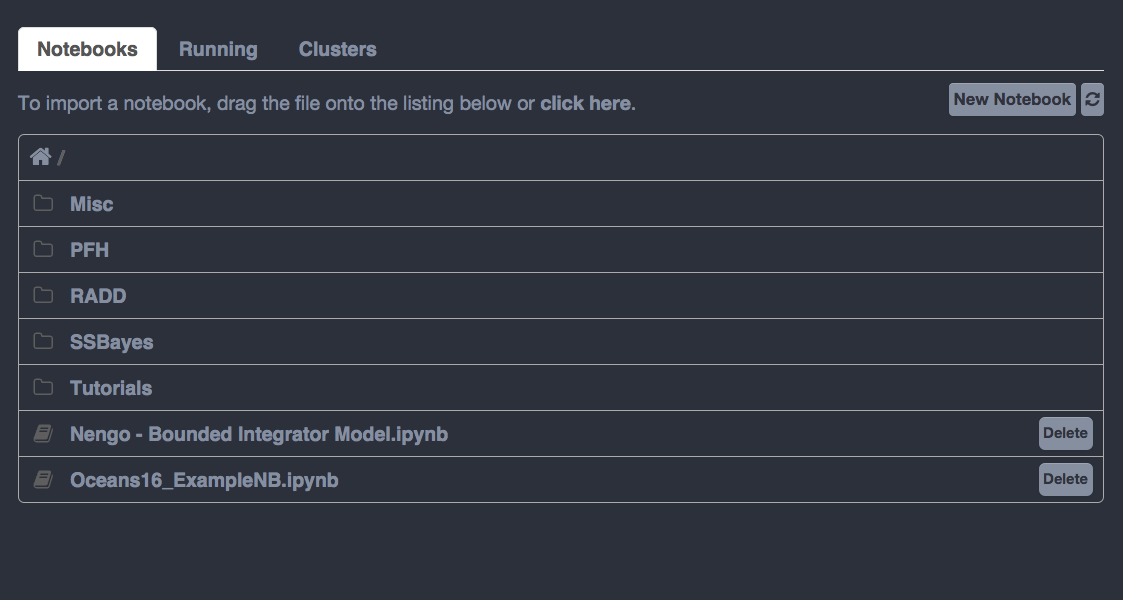 Notebooks Running Clusters
To import a notebook, drag the file onto the listing below or click here. New Notebook
/
Misc
PFH
RADD
SSBayes
Tutorials
Nengo - Bounded Integrator Model.ipynb Delete
Oceans16_ExampleNB.ipynb Delete